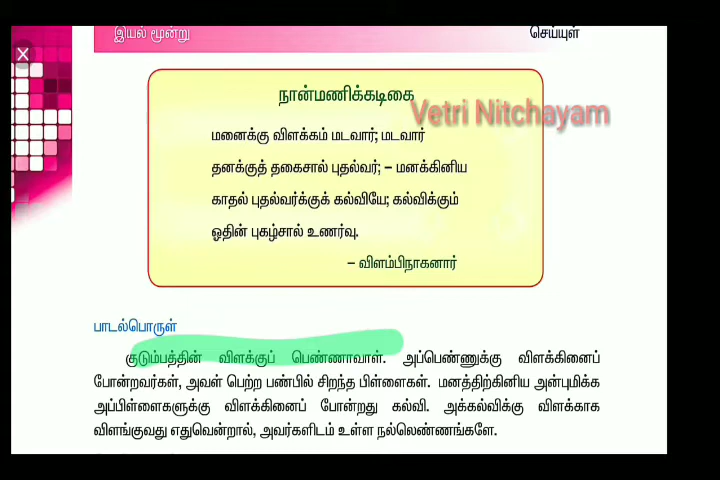 இயல் மூன்று
செய்யுள்
நான்மணிக்கடிகை
Vetri Nitchayam
மனைக்கு விளக்கம் மடவார்; மடவார்
தனக்குத் தகைசால் புதல்வர்; – மனக்கினிய
காதல் புதல்வர்க்குக் கல்வியே; கல்விக்கும்
ஓதின் புகழ்சால் உணர்வு.
– விளம்பிநாகனார்
பாடல்பொருள்
குடும்பத்தின் விளக்குப் பெண்ணாவாள். அப்பெண்ணுக்கு விளக்கினைப்
போன்றவர்கள், அவள் பெற்ற பண்பில் சிறந்த பிள்ளைகள். மனத்திற்கினிய அன்புமிக்க
அப்பிள்ளைகளுக்கு விளக்கினைப் போன்றது கல்வி. அக்கல்விக்கு விளக்காக
விளங்குவது எதுவென்றால், அவர்களிடம் உள்ள நல்லெண்ணங்களே.